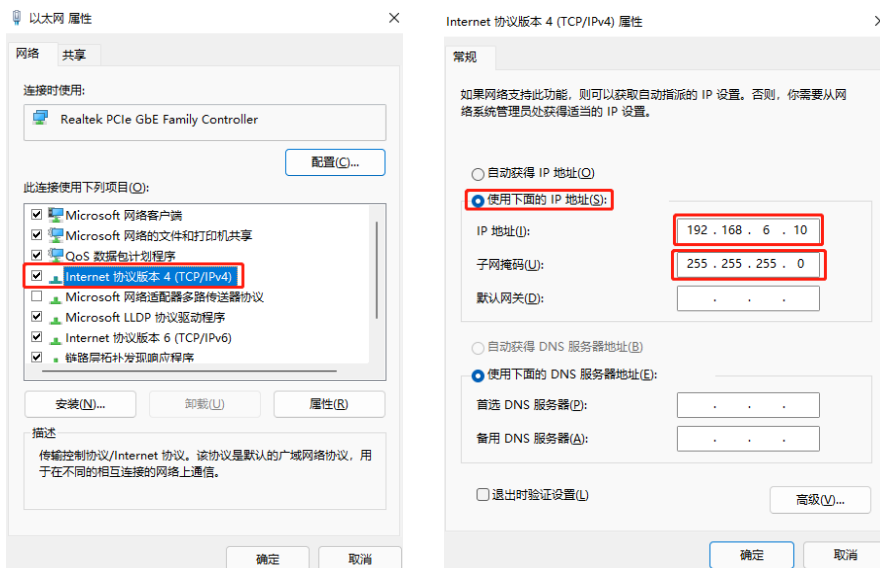 以太网 属性
网络
共享
连接时使用:
Realtek PCIe GbE Family Controller
配置(C)...
此连接使用下列项目(O):
Microsoft 网络客户端
Microsoft 网络的文件和打印机共享
QoS 数据包计划程序
Internet 协议版本 4 (TCP/IPv4)
Microsoft 网络适配器多路传送器协议
Microsoft LLDP 协议驱动程序
Internet 协议版本 6 (TCP/IPv6)
链路层拓扑发现响应程序
安装(N)...
卸载(U)
属性(R)
描述
传输控制协议/Internet 协议。该协议是默认的广域网络协议，用
于在不同的相互连接的网络上通信。
确定
取消
Internet 协议版本 4 (TCP/IPv4) 属性
常规
如果网络支持此功能，则可以获取自动指派的 IP 设置。否则，你需要从网
络系统管理员处获得适当的 IP 设置。
自动获得 IP 地址(O)
使用下面的 IP 地址(S):
IP 地址(I):
192 . 168 . 6 . 10
子网掩码(U):
255 . 255 . 255 . 0
默认网关(D):
. . .
自动获得 DNS 服务器地址(B)
使用下面的 DNS 服务器地址(E):
首选 DNS 服务器(P):
. . .
备用 DNS 服务器(A):
. . .
退出时验证设置(L)
高级(V)...
确定
取消